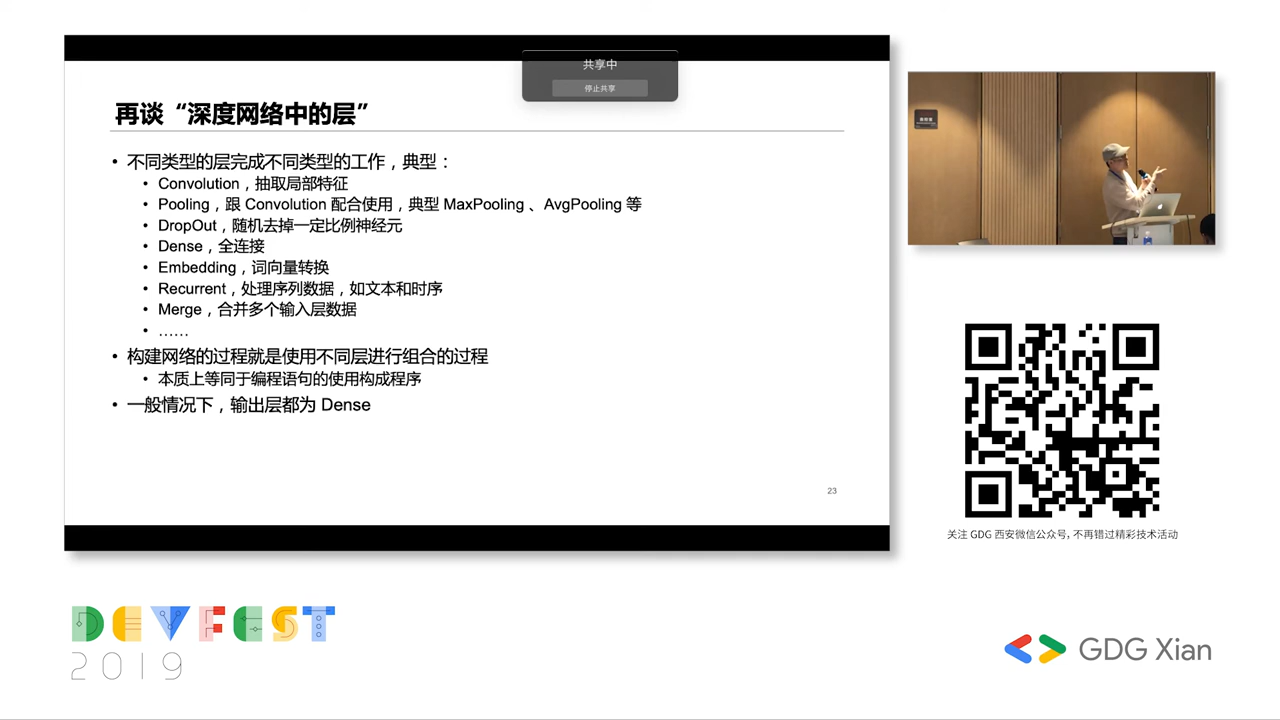 共享中
停止共享
再谈“深度网络中的层”
• 不同类型的层完成不同类型的工作，典型：
• Convolution，抽取局部特征
• Pooling，跟 Convolution 配合使用，典型 MaxPooling 、AvgPooling 等
• DropOut，随机去掉一定比例神经元
• Dense，全连接
• Embedding，词向量转换
• Recurrent，处理序列数据，如文本和时序
• Merge，合并多个输入层数据
• ……
• 构建网络的过程就是使用不同层进行组合的过程
• 本质上等同于编程语句的使用构成程序
• 一般情况下，输出层都为 Dense
23
关注 GDG 西安微信公众号, 不再错过精彩技术活动
DEVFEST
2019
GDG Xian